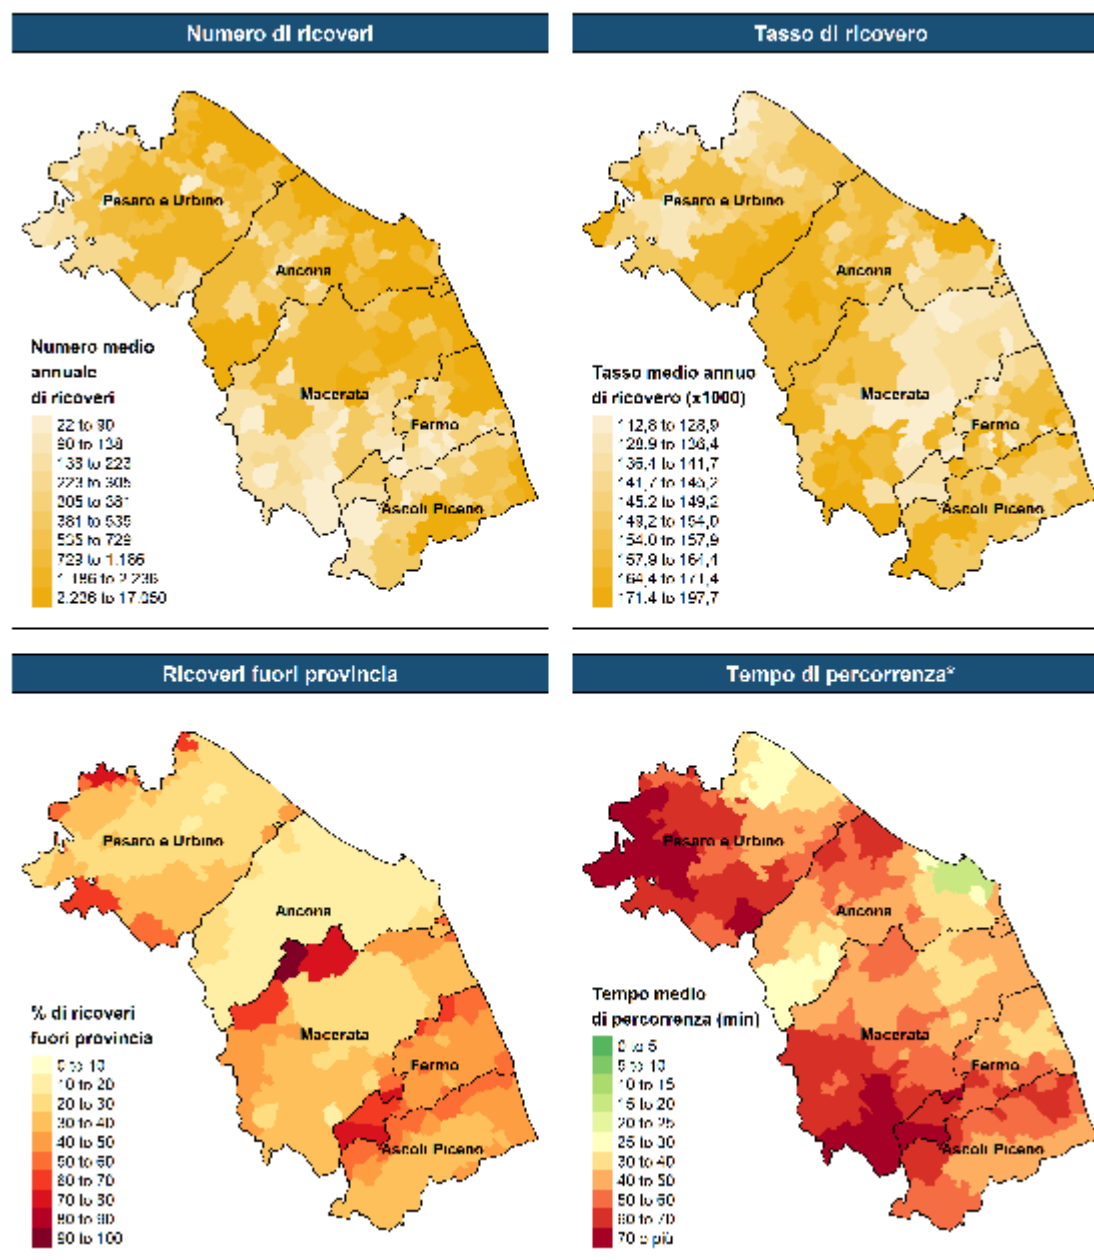 Numero di ricoveri
Pesaro e Urbino
Ancona
Macerata
Fermo
Ascoli Piceno
Numero medio
annuale
di ricoveri
22 to 90
90 to 138
138 to 223
223 to 305
305 to 381
381 to 535
535 to 729
729 to 1.186
1.186 to 2.236
2.236 to 17.050
Tasso di ricovero
Pesaro e Urbino
Ancona
Macerata
Fermo
Ascoli Piceno
Tasso medio annuo
di ricovero (x1000)
112,8 to 128,9
128,9 to 136,4
136,4 to 141,7
141,7 to 145,2
145,2 to 149,2
149,2 to 154,0
154,0 to 157,9
157,9 to 164,4
164,4 to 171,4
171,4 to 197,7
Ricoveri fuori provincia
Pesaro e Urbino
Ancona
Macerata
Fermo
Ascoli Piceno
% di ricoveri
fuori provincia
to 10
10 to 20
20 to 30
30 to 40
40 to 50
50 to 60
60 to 70
70 to 80
80 to 90
90 to 100
Tempo di percorrenza*
Pesaro e Urbino
Ancona
Macerata
Fermo
Ascoli Piceno
Tempo medio
di percorrenza (min)
0 to 5
5 to 10
10 to 15
15 to 20
20 to 25
25 to 30
30 to 40
40 to 50
50 to 60
60 to 70
70 e più